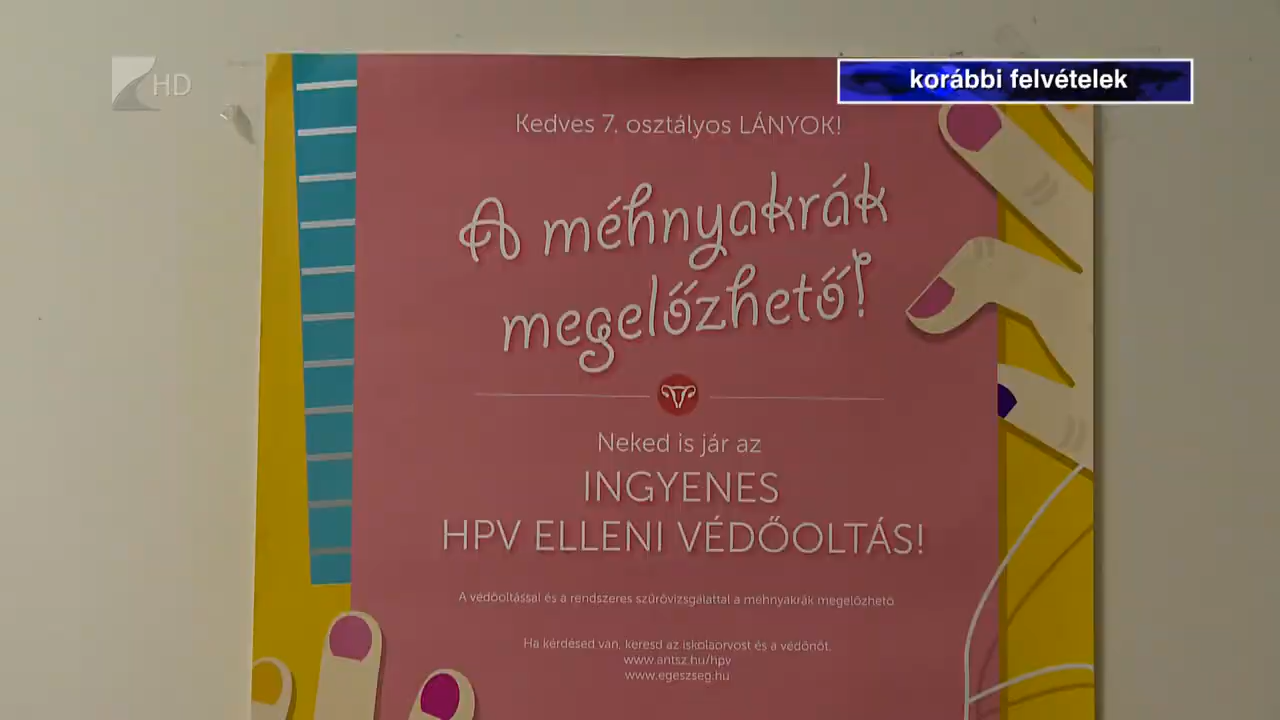 HD
korábbi felvételek
Kedves 7. osztályos LÁNYOK!
A méhnyakrák
megelőzhető!
Neked is jár az
INGYENES
HPV ELLENI VÉDŐOLTÁS!
A védőoltással és a rendszeres szűrővizsgálattal a méhnyakrák megelőzhető
Ha kérdésed van, keresd az iskolaorvost és a védőnőt.
www.antsz.hu/hpv
www.egeszseg.hu